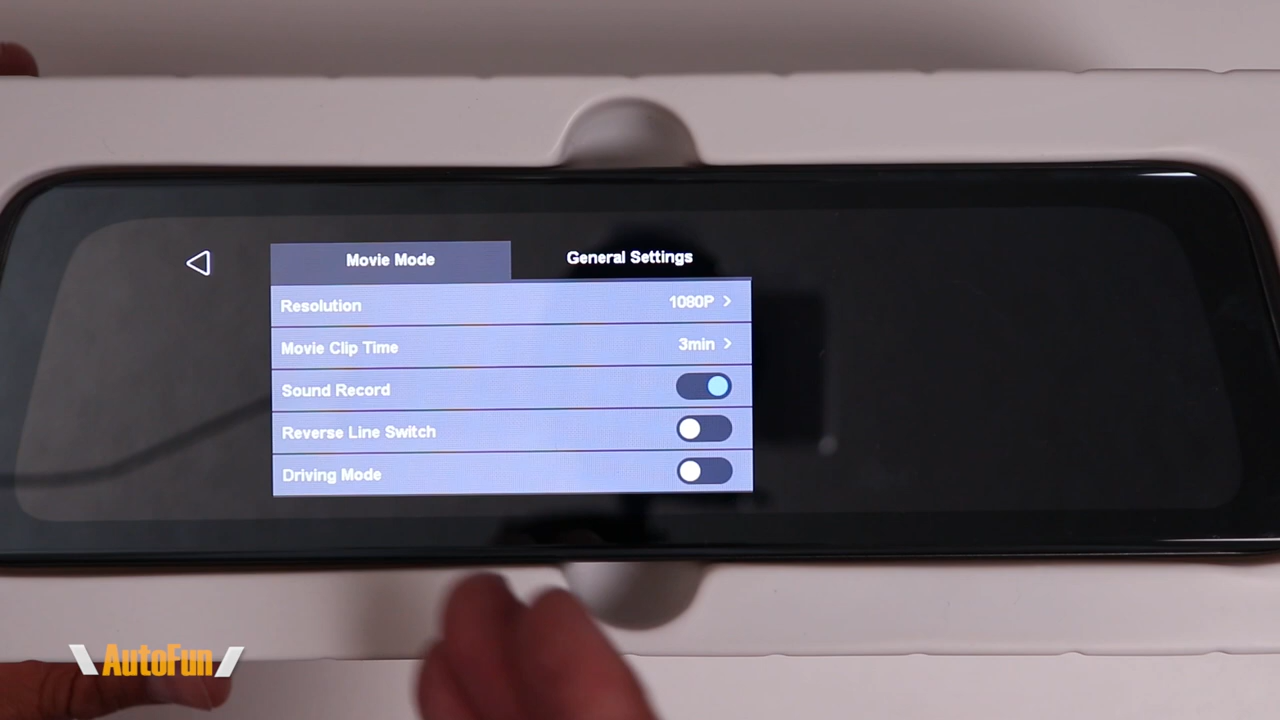 Movie Mode
General Settings
Resolution 1080P >
Movie Clip Time 3min >
Sound Record
Reverse Line Switch
Driving Mode
AutoFun